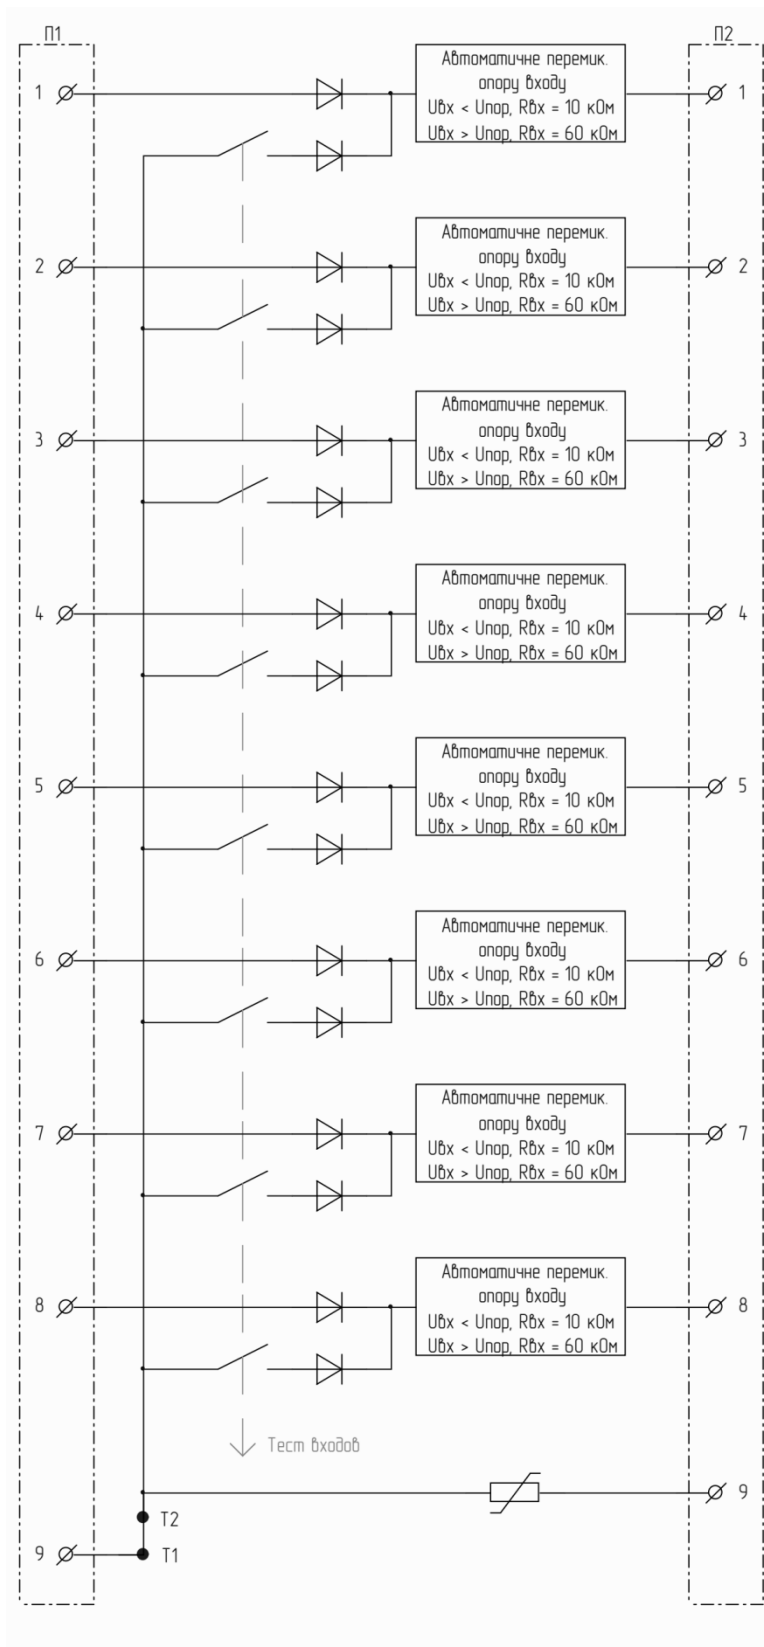 П1
П2
1
Автоматичне перемик.
опору входу
Uвх < Uпор, Rвх = 10 кОм
Uвх > Uпор, Rвх = 60 кОм
1
2
Автоматичне перемик.
опору входу
Uвх < Uпор, Rвх = 10 кОм
Uвх > Uпор, Rвх = 60 кОм
2
3
Автоматичне перемик.
опору входу
Uвх < Uпор, Rвх = 10 кОм
Uвх > Uпор, Rвх = 60 кОм
3
4
Автоматичне перемик.
опору входу
Uвх < Uпор, Rвх = 10 кОм
Uвх > Uпор, Rвх = 60 кОм
4
5
Автоматичне перемик.
опору входу
Uвх < Uпор, Rвх = 10 кОм
Uвх > Uпор, Rвх = 60 кОм
5
6
Автоматичне перемик.
опору входу
Uвх < Uпор, Rвх = 10 кОм
Uвх > Uпор, Rвх = 60 кОм
6
7
Автоматичне перемик.
опору входу
Uвх < Uпор, Rвх = 10 кОм
Uвх > Uпор, Rвх = 60 кОм
7
8
Автоматичне перемик.
опору входу
Uвх < Uпор, Rвх = 10 кОм
Uвх > Uпор, Rвх = 60 кОм
8
Тест входов
9
T2
9
T1